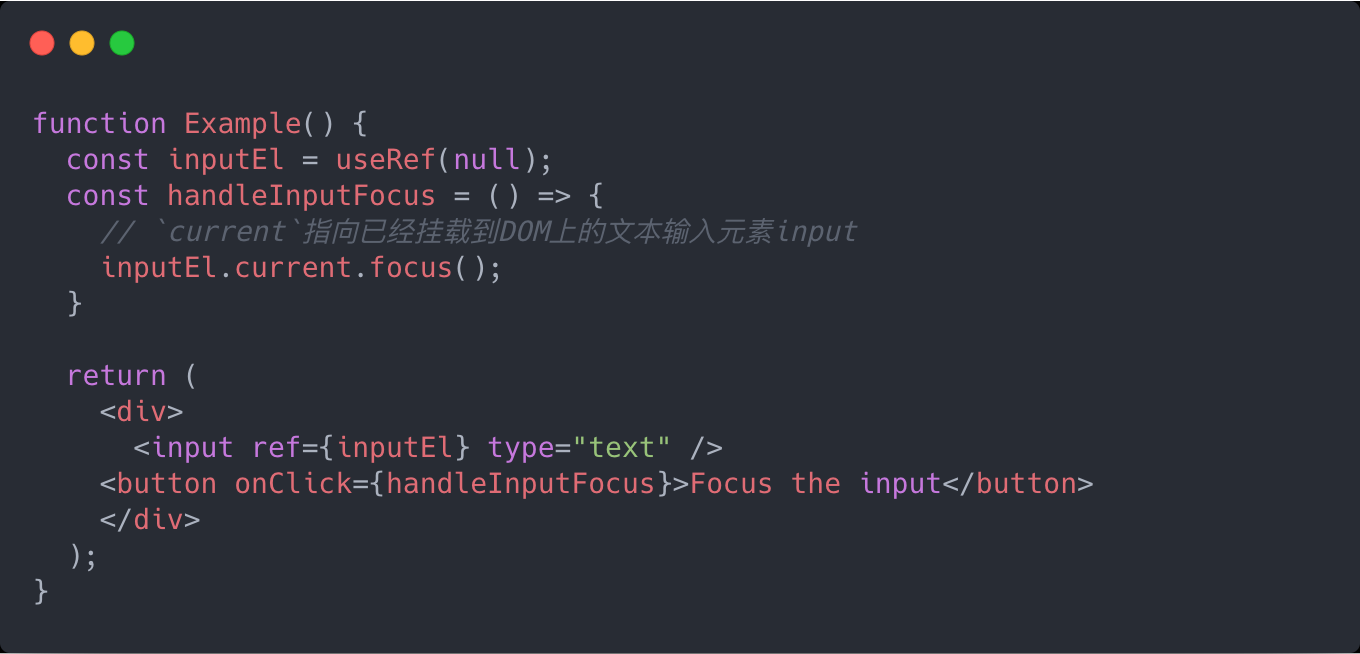 function Example() {
  const inputEl = useRef(null);
  const handleInputFocus = () => {
    // `current`指向已经挂载到DOM上的文本输入元素input
    inputEl.current.focus();
  }

  return (
    <div>
      <input ref={inputEl} type="text" />
    <button onClick={handleInputFocus}>Focus the input</button>
    </div>
  );
}